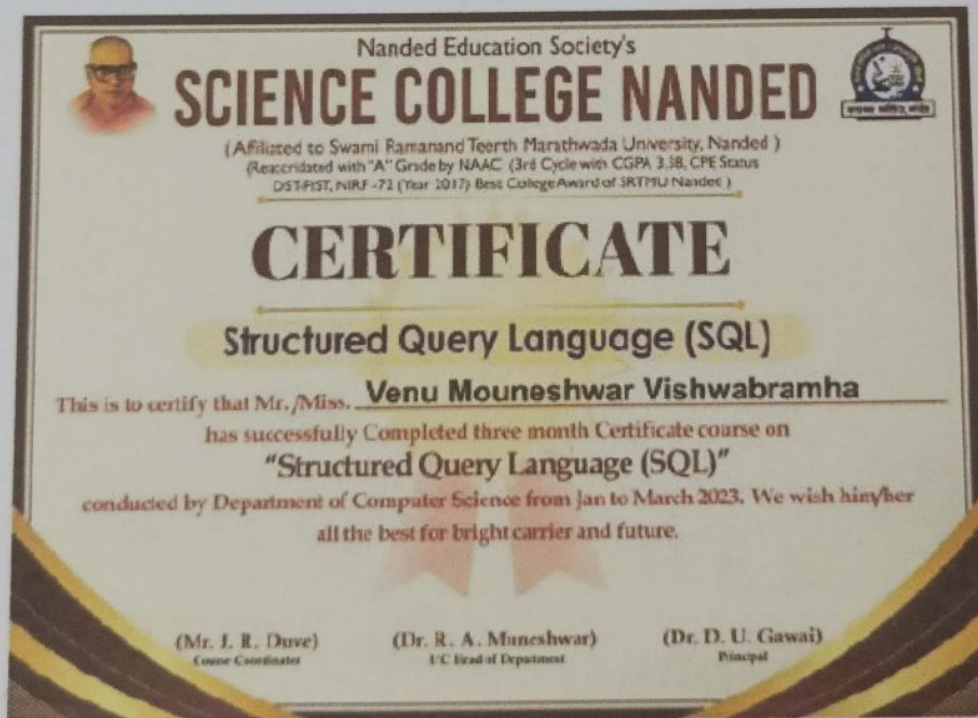 Nanded Education Society's
SCIENCE COLLEGE NANDED
(Affiliated to Swami Ramanand Teerth Marathwada University, Nanded )
(Reaccridated with "A" Grade by NAAC (3rd Cycle with CGPA 3.38, CPE Status
DST-FIST, NIRF -72 (Year 2017) Best College Award of SRTMU Nanded )
CERTIFICATE
Structured Query Language (SQL)
This is to certify that Mr./Miss. Venu Mouneshwar Vishwabramha
has successfully Completed three month Certificate course on
"Structured Query Language (SQL)"
conducted by Department of Computer Science from Jan to March 2023. We wish him/her
all the best for bright carrier and future.
(Mr. J. R. Duve) (Dr. R. A. Muneshwar) (Dr. D. U. Gawai)
Course Coordinator I/C Head of Department Principal